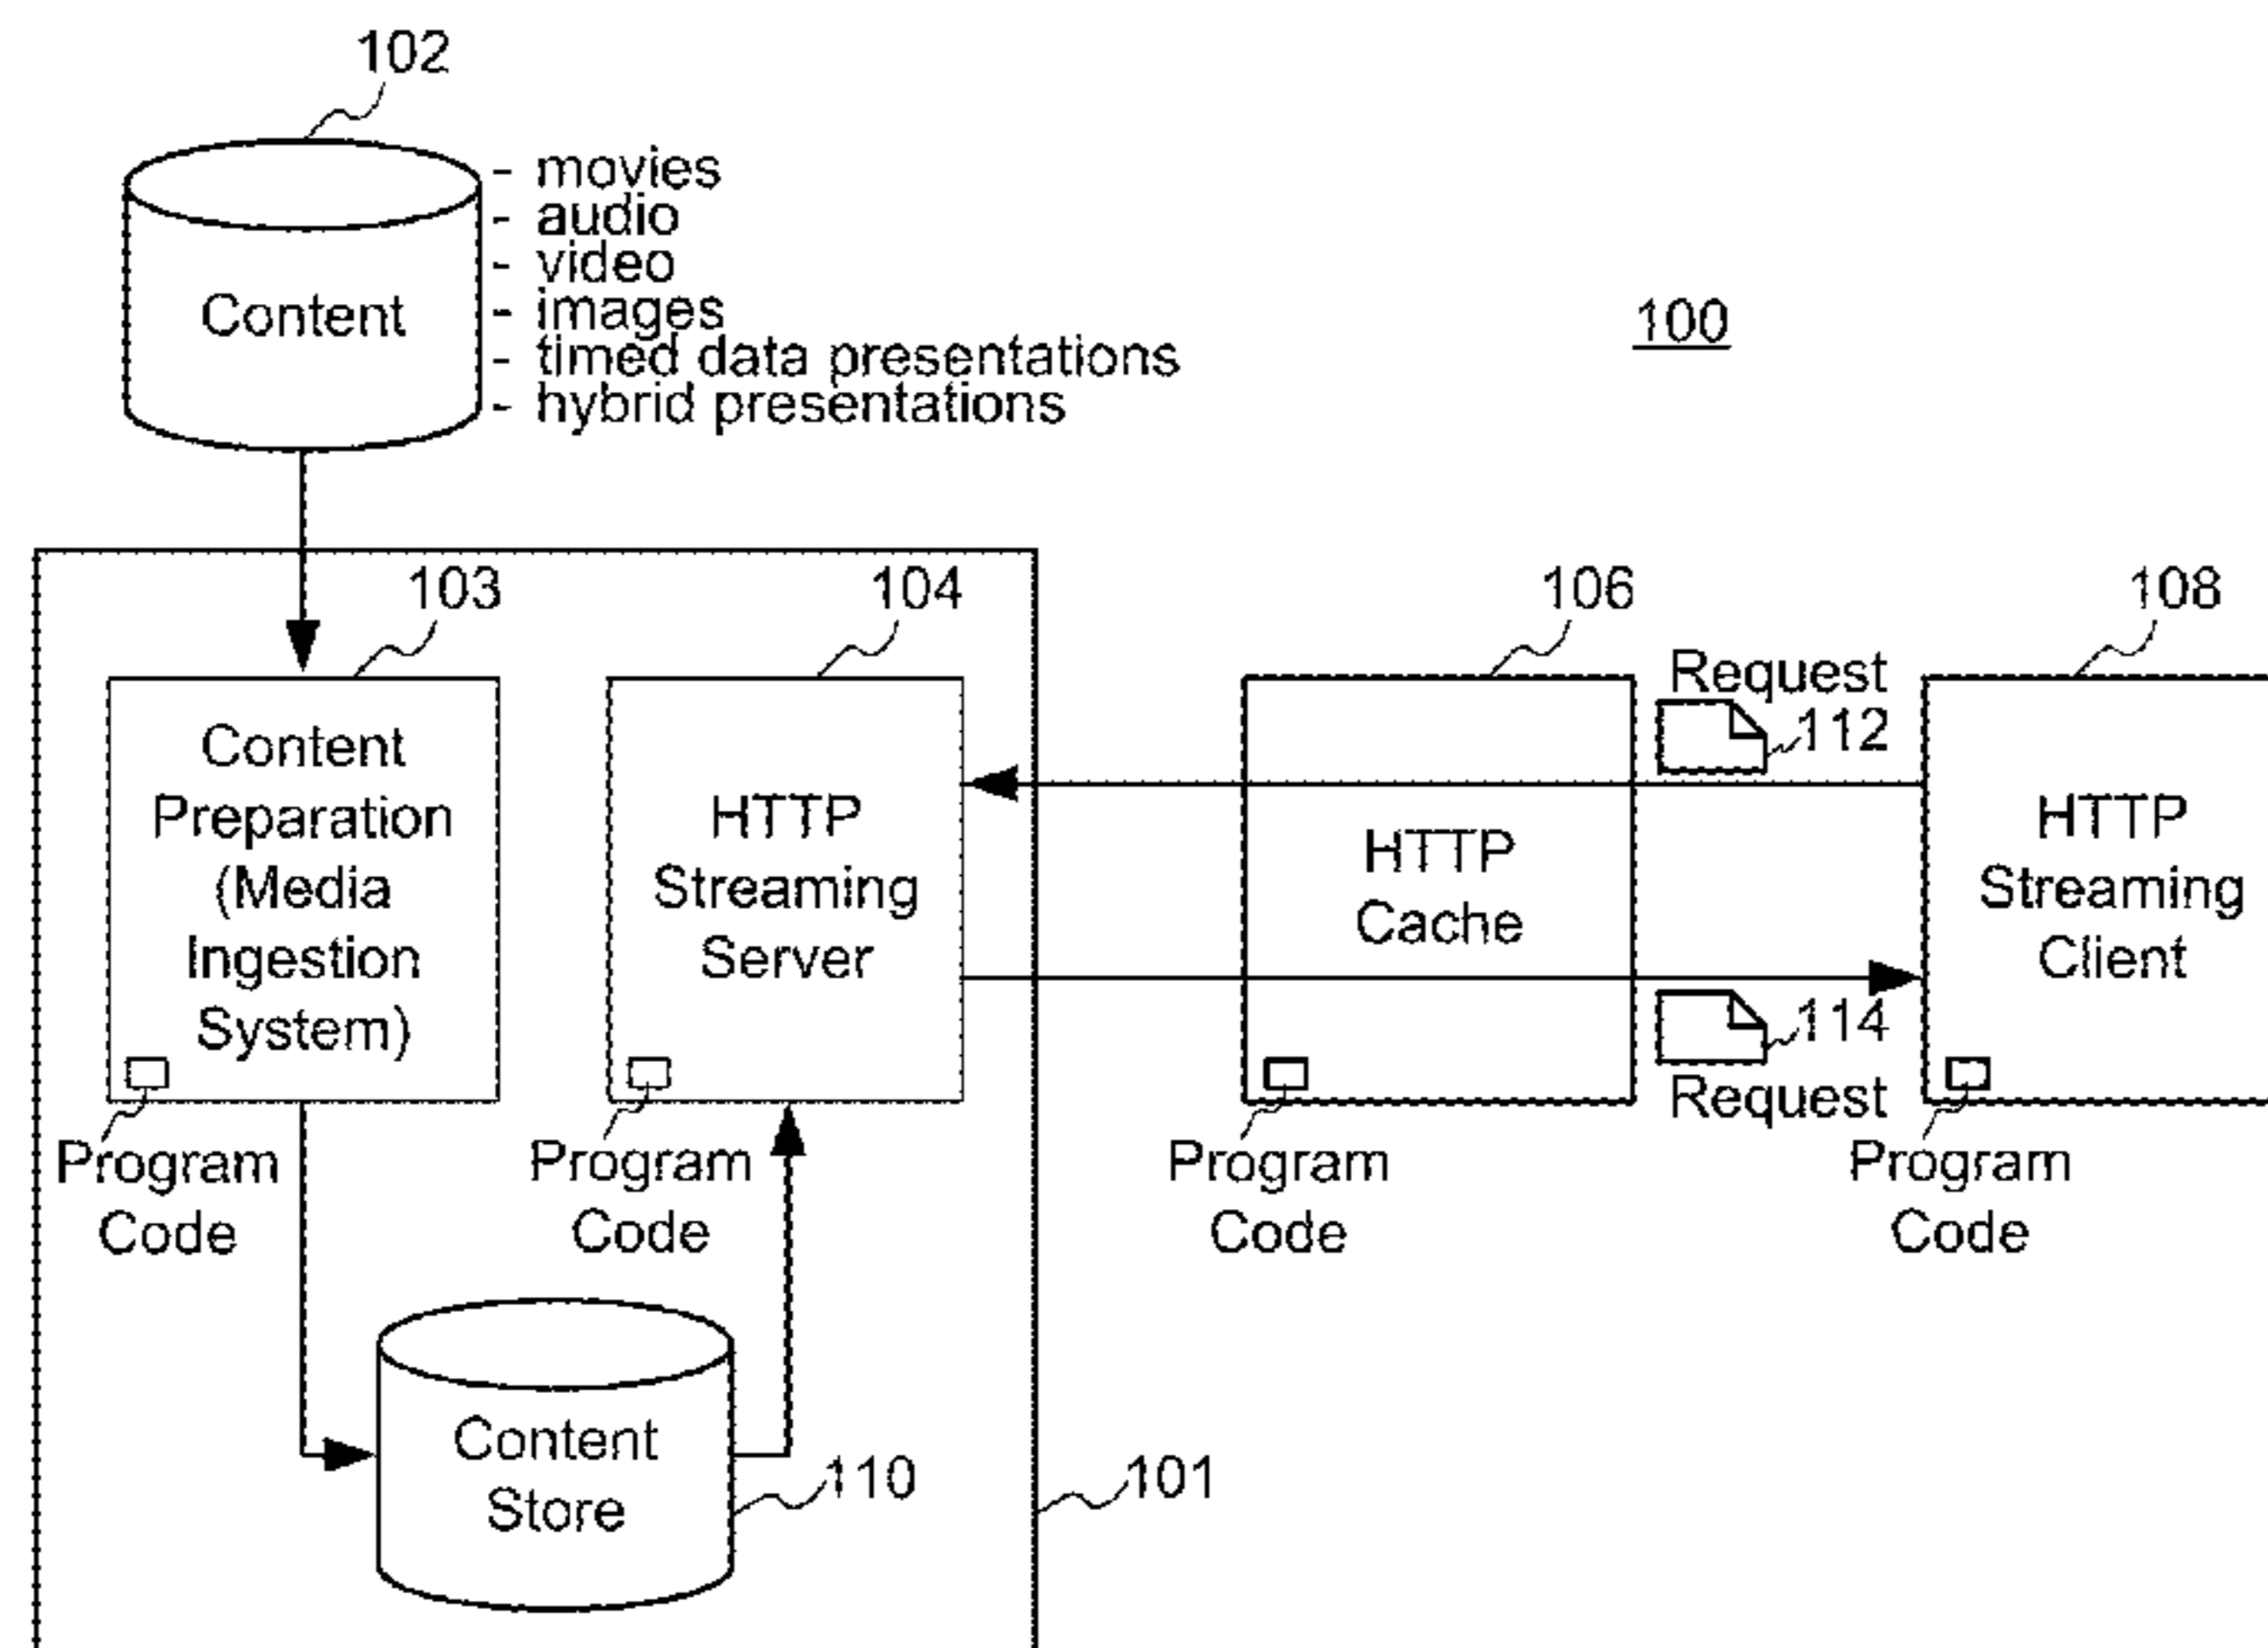 102
- movies
- audio
- video
- images
- timed data presentations
- hybrid presentations
Content
100
103
104
106
108
Content
Preparation
(Media
Ingestion
System)
HTTP
Streaming
Server
HTTP
Cache
Request
112
114
Request
HTTP
Streaming
Client
Program
Code
Program
Code
Program
Code
Program
Code
Content
Store
110
101